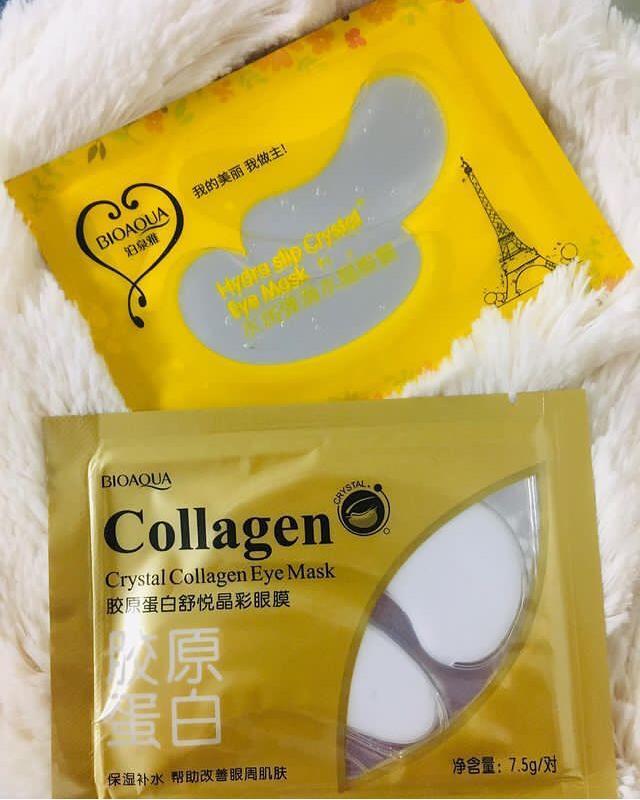 BIOAQUA
泊泉雅
我的美丽 我做主!
Hydra slip Crystal
Eye Mask
BIOAQUA
Collagen
CRYSTAL
Crystal Collagen Eye Mask
胶原蛋白舒悦晶彩眼膜
胶原
蛋白
保湿补水 帮助改善眼周肌肤
净含量: 7.5g/对